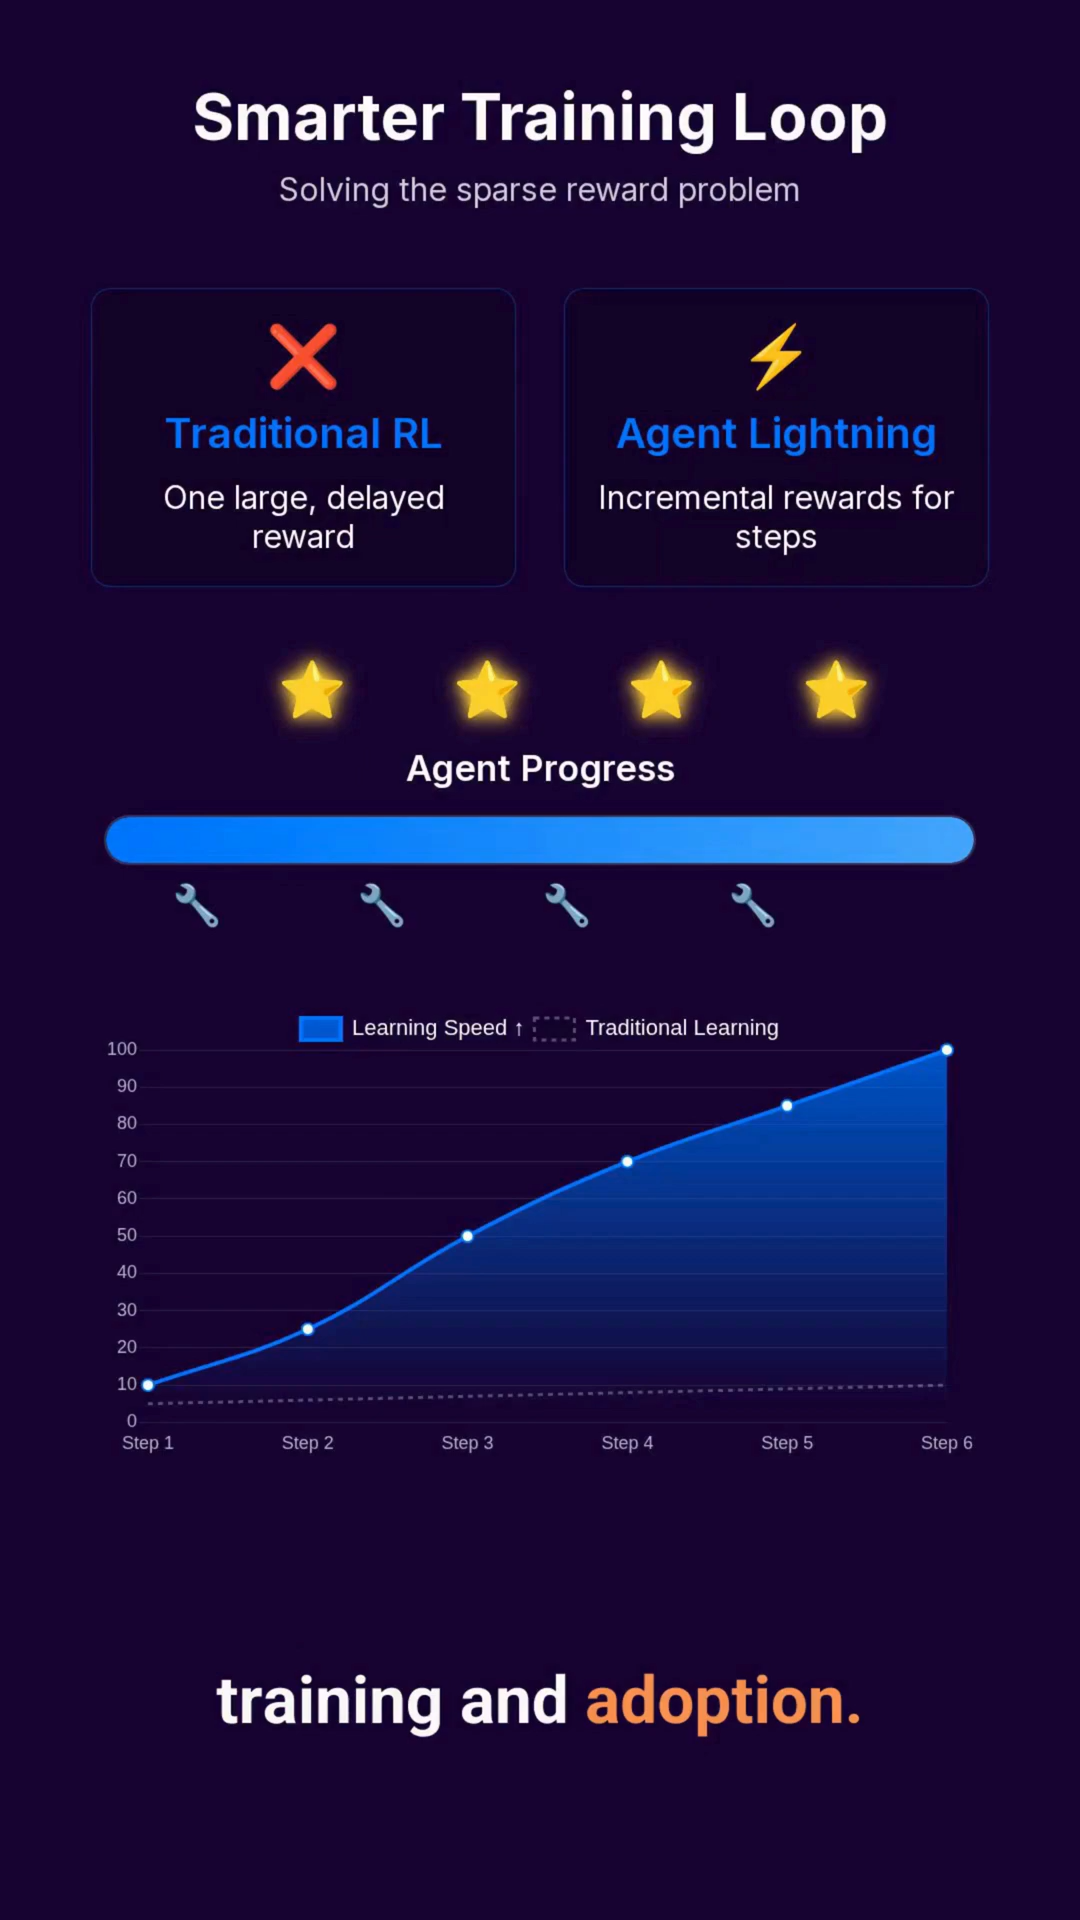 Smarter Training Loop
Solving the sparse reward problem
Traditional RL
One large, delayed
reward
Agent Lightning
Incremental rewards for
steps
Agent Progress
Learning Speed ↑
Traditional Learning
100
90
80
70
60
50
40
30
20
10
0
Step 1
Step 2
Step 3
Step 4
Step 5
Step 6
training and adoption.